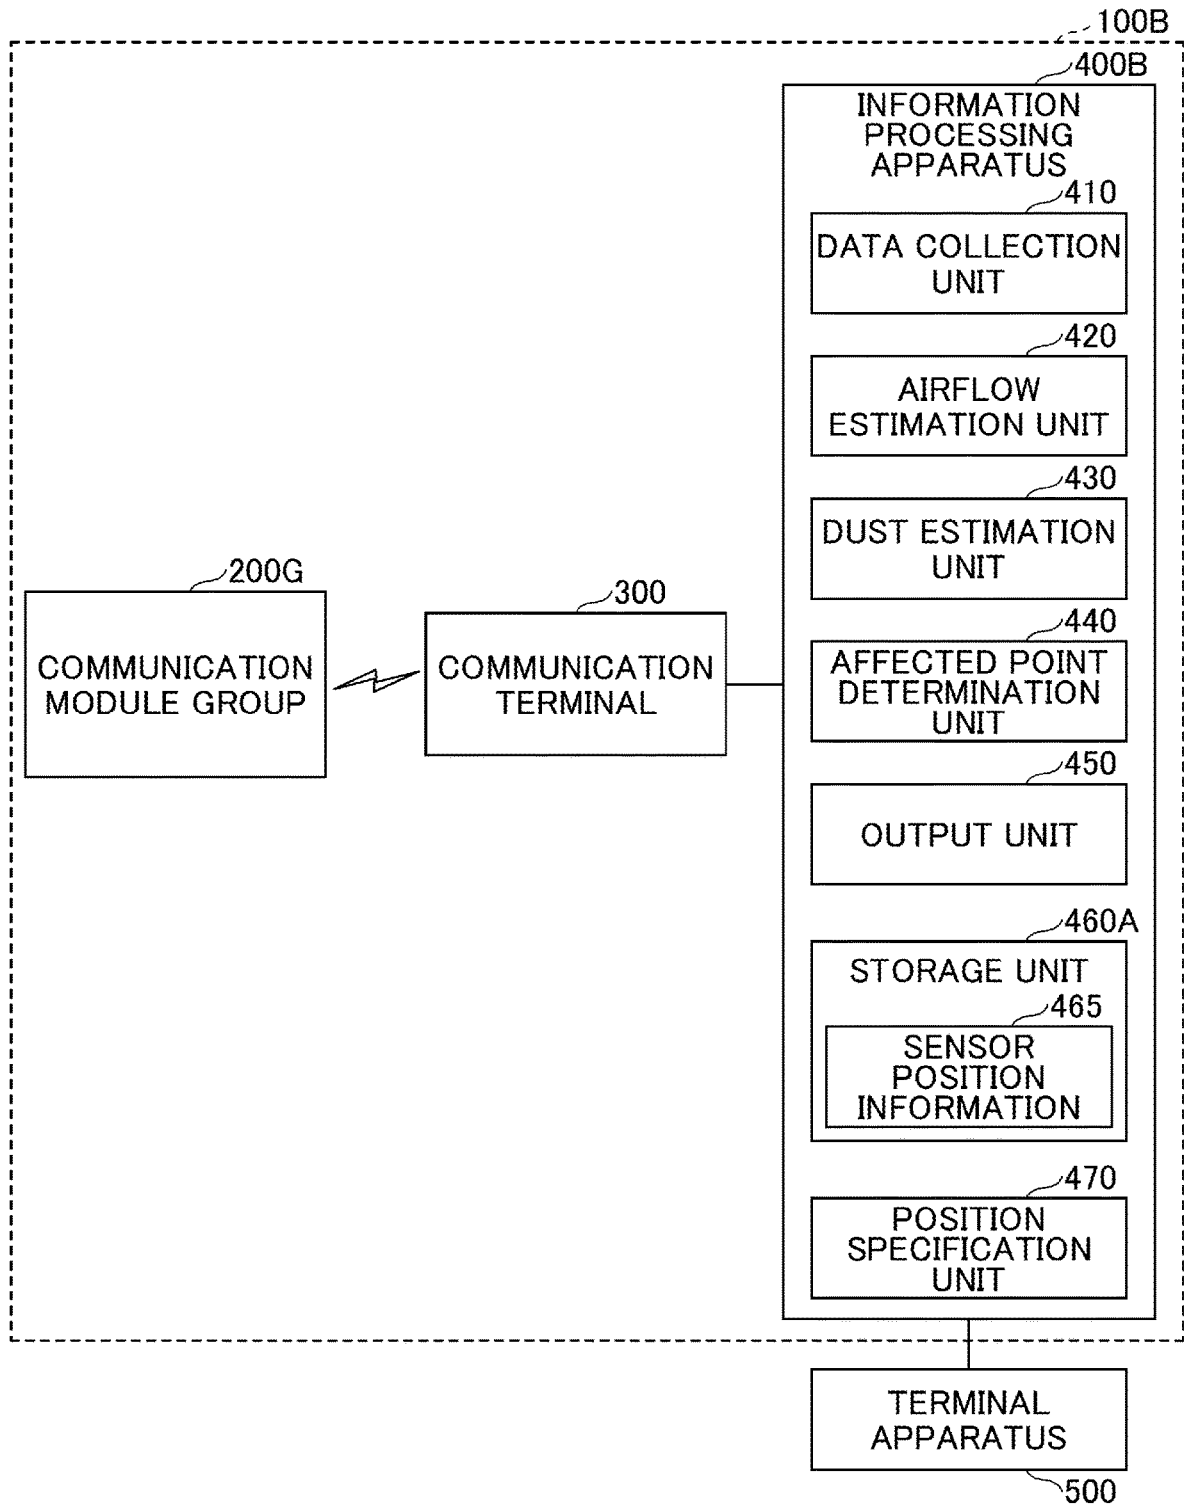 100B
400B
INFORMATION
PROCESSING
APPARATUS
410
DATA COLLECTION
UNIT
420
AIRFLOW
ESTIMATION UNIT
430
DUST ESTIMATION
UNIT
200G
COMMUNICATION
MODULE GROUP
300
COMMUNICATION
TERMINAL
440
AFFECTED POINT
DETERMINATION
UNIT
450
OUTPUT UNIT
460A
STORAGE UNIT
465
SENSOR
POSITION
INFORMATION
470
POSITION
SPECIFICATION
UNIT
TERMINAL
APPARATUS
500